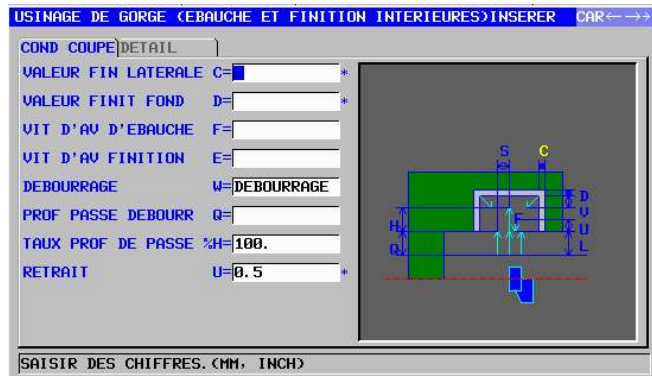 USINAGE DE GORGE (EBAUCHE ET FINITION INTERIEURES)INSERER CAR←→
COND COUPE DETAIL
VALEUR FIN LATERALE C= *
VALEUR FINIT FOND D= *
VIT D'AV D'EBAUCHE F=
VIT D'AV FINITION E=
DEBOURRAGE W=DEBOURRAGE
PROF PASSE DEBOURR Q=
TAUX PROF DE PASSE %H=100.
RETRAIT U=0.5 *
S C
D
V
H F U
Q L
SAISIR DES CHIFFRES.(MM, INCH)